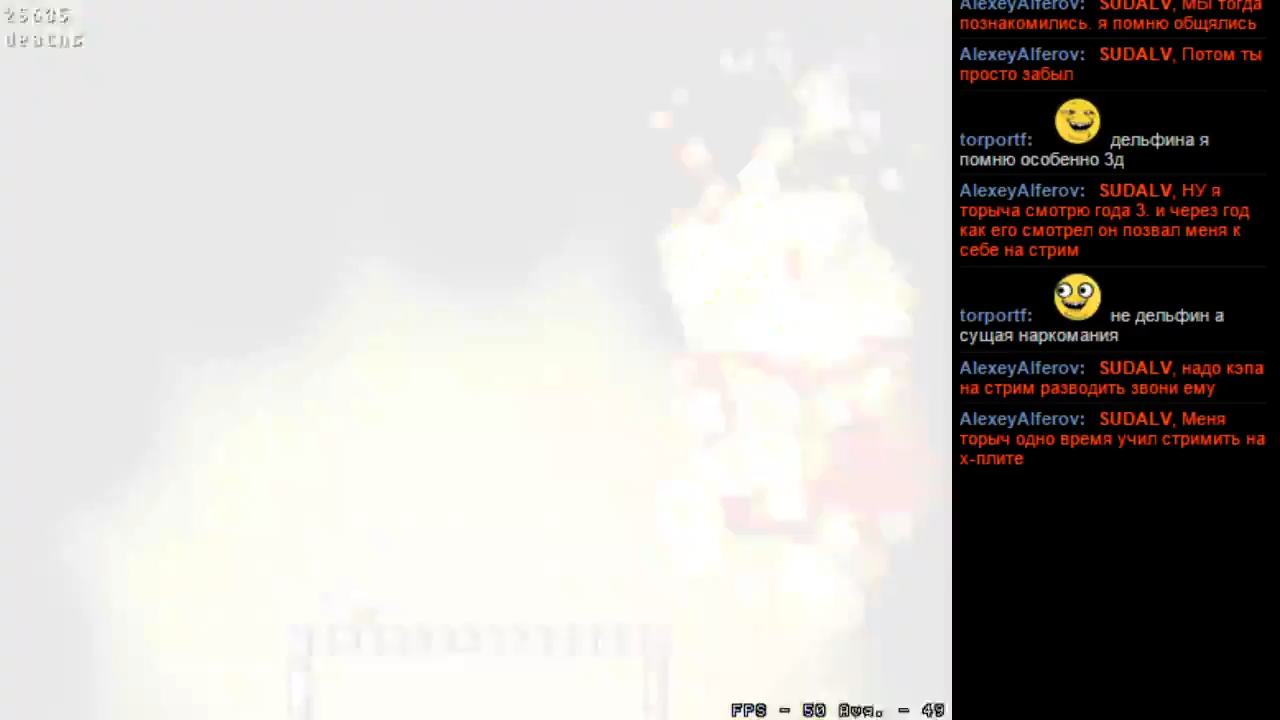 25685
deaths
AlexeyAlferov: SUDALV, МЫ тогда
познакомились. я помню общялись
AlexeyAlferov: SUDALV, Потом ты
просто забыл
torportf: дельфина я
помню особенно 3д
AlexeyAlferov: SUDALV, НУ я
торыча смотрю года 3. и через год
как его смотрел он позвал меня к
себе на стрим
torportf: не дельфин а
сущая наркомания
AlexeyAlferov: SUDALV, надо кэпа
на стрим разводить звони ему
AlexeyAlferov: SUDALV, Меня
торыч одно время учил стримить на
х-плите
FPS - 50 Avg. - 49